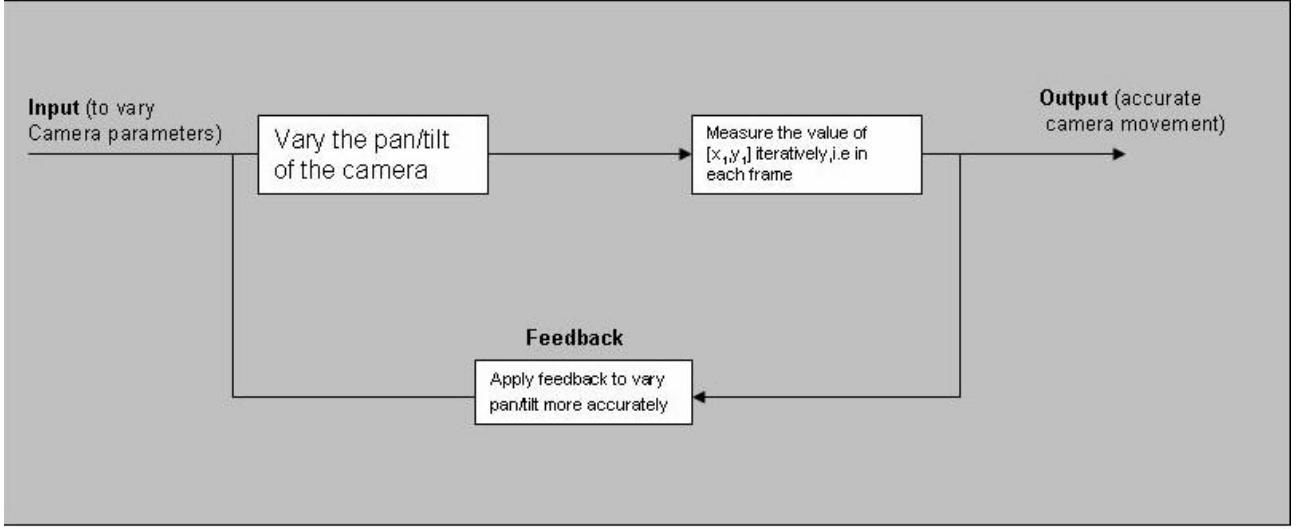 Input (to vary
Camera parameters)
Vary the pan/tilt
of the camera
Measure the value of
[x₁,y₁] iteratively,i.e in
each frame
Output (accurate
camera movement)
Feedback
Apply feedback to vary
pan/tilt more accurately